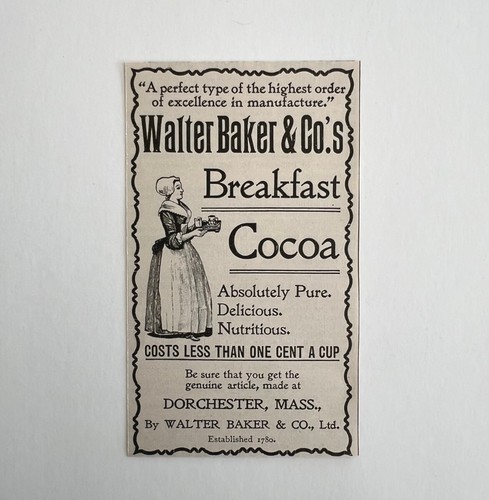 "A perfect type of the highest order
of excellence in manufacture."
Walter Baker & Co.'s
Breakfast
Cocoa
Absolutely Pure.
Delicious.
Nutritious.
COSTS LESS THAN ONE CENT A CUP
Be sure that you get the
genuine article, made at
DORCHESTER, MASS.,
By WALTER BAKER & CO., Ltd.
Established 1780.